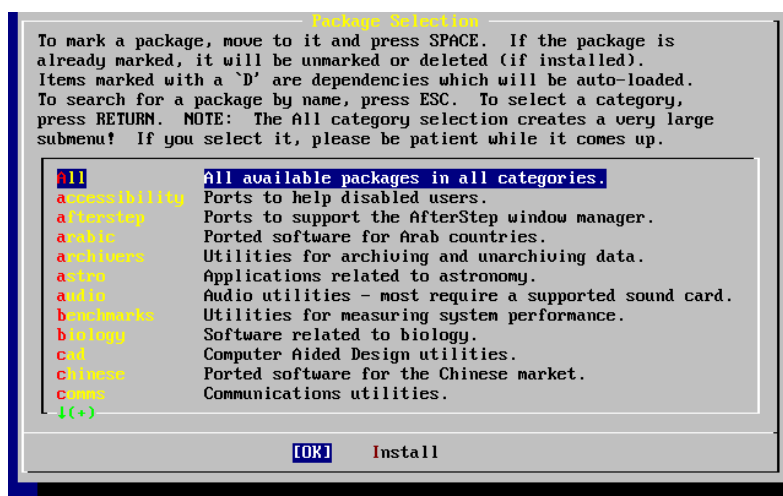 Package Selection
To mark a package, move to it and press SPACE. If the package is
already marked, it will be unmarked or deleted (if installed).
Items marked with a `D' are dependencies which will be auto-loaded.
To search for a package by name, press ESC. To select a category,
press RETURN. NOTE: The All category selection creates a very large
submenu! If you select it, please be patient while it comes up.
All All available packages in all categories.
accessibility Ports to help disabled users.
afterstep Ports to support the AfterStep window manager.
arabic Ported software for Arab countries.
archivers Utilities for archiving and unarchiving data.
astro Applications related to astronomy.
audio Audio utilities - most require a supported sound card.
benchmarks Utilities for measuring system performance.
biology Software related to biology.
cad Computer Aided Design utilities.
chinese Ported software for the Chinese market.
comms Communications utilities.
↓(+)
[OK] Install